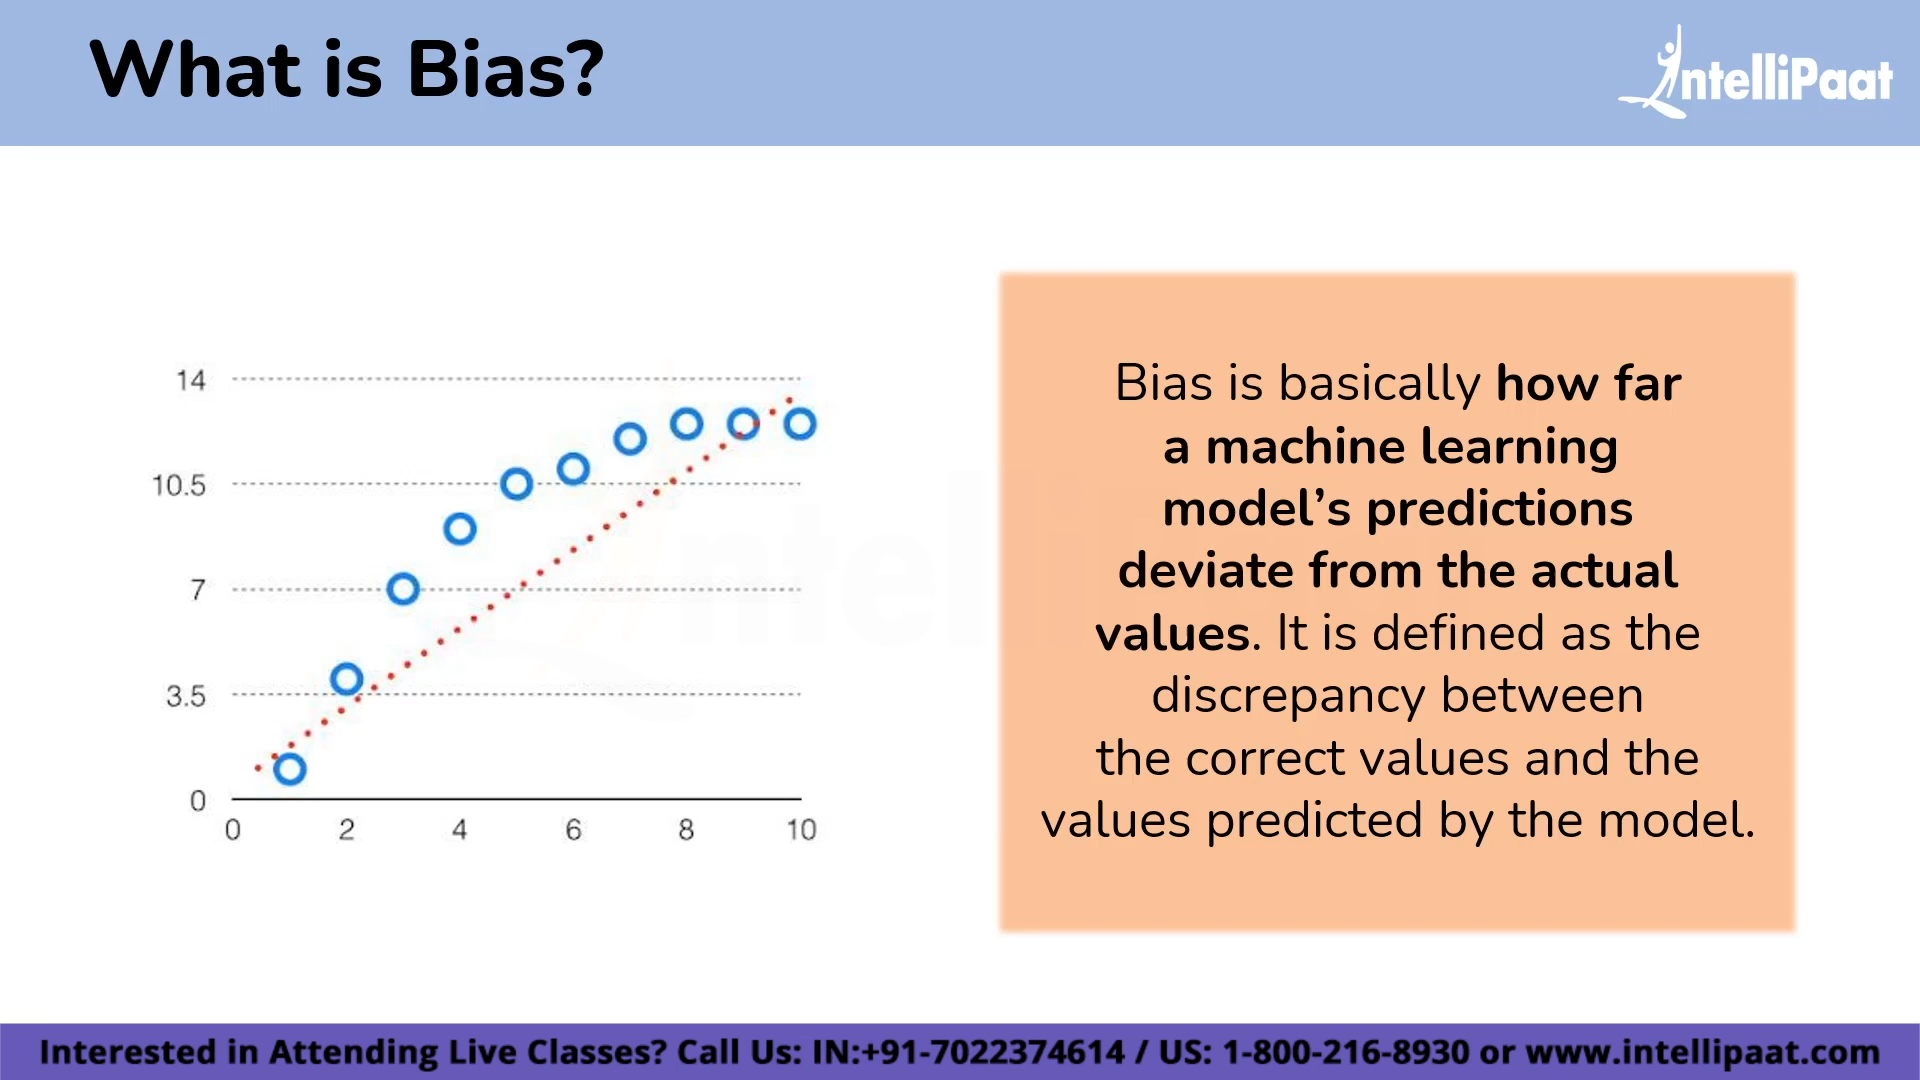 What is Bias?
IntelliPaat
14
10.5
7
3.5
0
0 2 4 6 8 10
Bias is basically how far
a machine learning
model’s predictions
deviate from the actual
values. It is defined as the
discrepancy between
the correct values and the
values predicted by the model.
Interested in Attending Live Classes? Call Us: IN:+91-7022374614 / US: 1-800-216-8930 or www.intellipaat.com